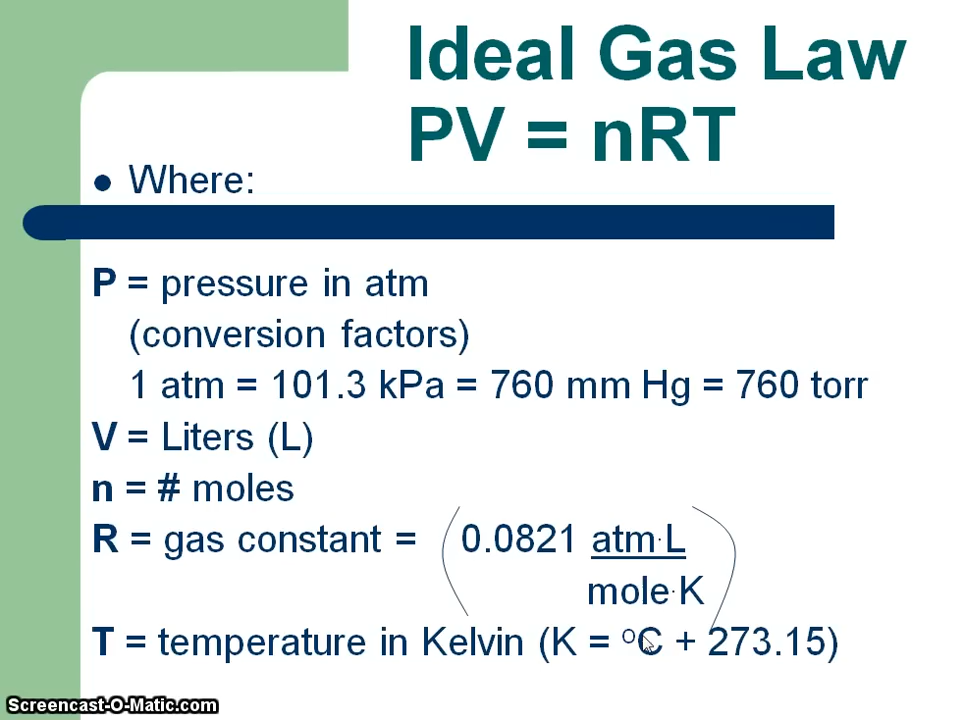 Ideal Gas Law
PV = nRT
• Where:
P = pressure in atm
(conversion factors)
1 atm = 101.3 kPa = 760 mm Hg = 760 torr
V = Liters (L)
n = # moles
R = gas constant = 0.0821 atm·L
mole·K
T = temperature in Kelvin (K = ºC + 273.15)
Screencast-O-Matic.com